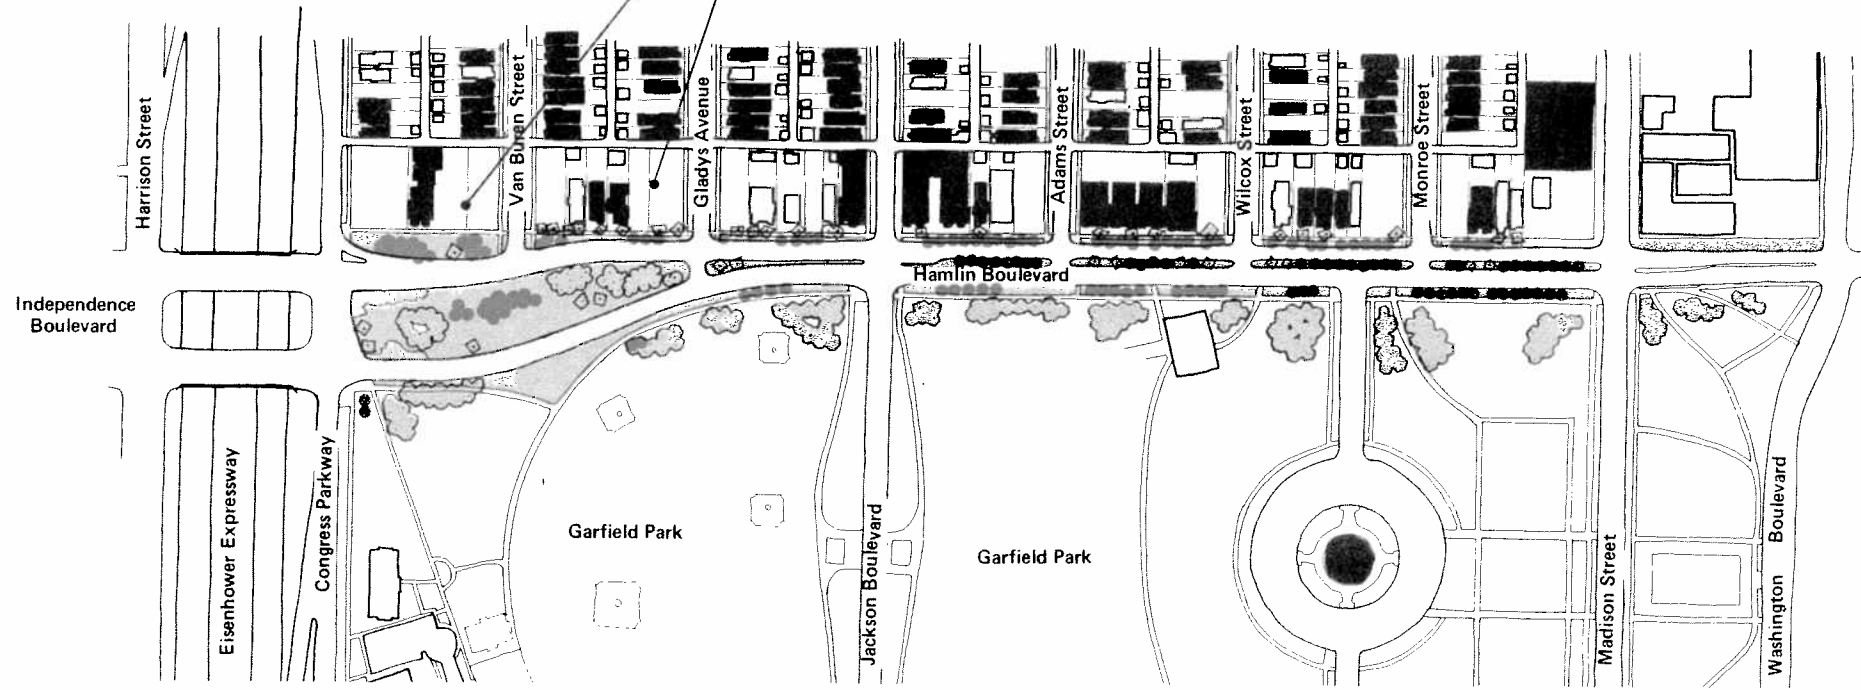 Harrison Street
Van Buren Street
Gladys Avenue
Adams Street
Wilcox Street
Monroe Street
Hamlin Boulevard
Independence
Boulevard
Eisenhower Expressway
Congress Parkway
Garfield Park
Jackson Boulevard
Garfield Park
Madison Street
Washington Boulevard